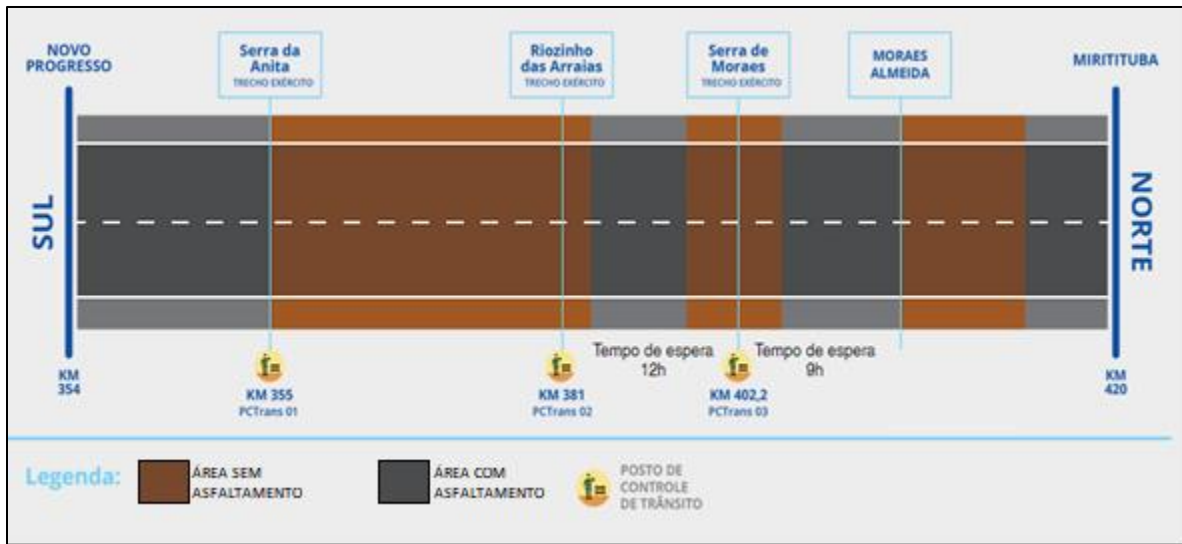 NOVO
PROGRESSO
Serra da
Anita
TRECHO EXÉRCITO
Riozinho
das Arraias
TRECHO EXÉRCITO
Serra de
Moraes
TRECHO EXÉRCITO
MORAES
ALMEIDA
MIRITITUBA
SUL
NORTE
KM
354
KM 355
PCTrans 01
KM 381
PCTrans 02
Tempo de espera
12h
KM 402,2
PCTrans 03
Tempo de espera
9h
KM
420
Legenda:
ÁREA SEM
ASFALTAMENTO
ÁREA COM
ASFALTAMENTO
POSTO DE
CONTROLE
DE TRÂNSITO